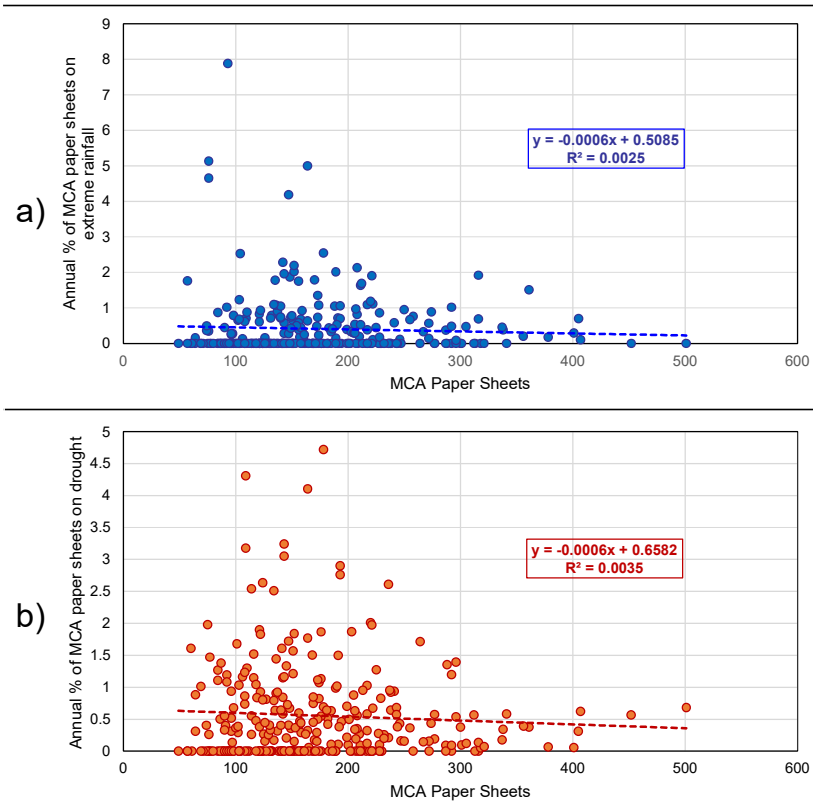 a)
Annual % of MCA paper sheets on
extreme rainfall
9
8
7
6
5
4
3
2
1
0
y = -0.0006x + 0.5085
R² = 0.0025
0 100 200 300 400 500 600
MCA Paper Sheets
b)
Annual % of MCA paper sheets on drought
5
4.5
4
3.5
3
2.5
2
1.5
1
0.5
0
y = -0.0006x + 0.6582
R² = 0.0035
0 100 200 300 400 500 600
MCA Paper Sheets